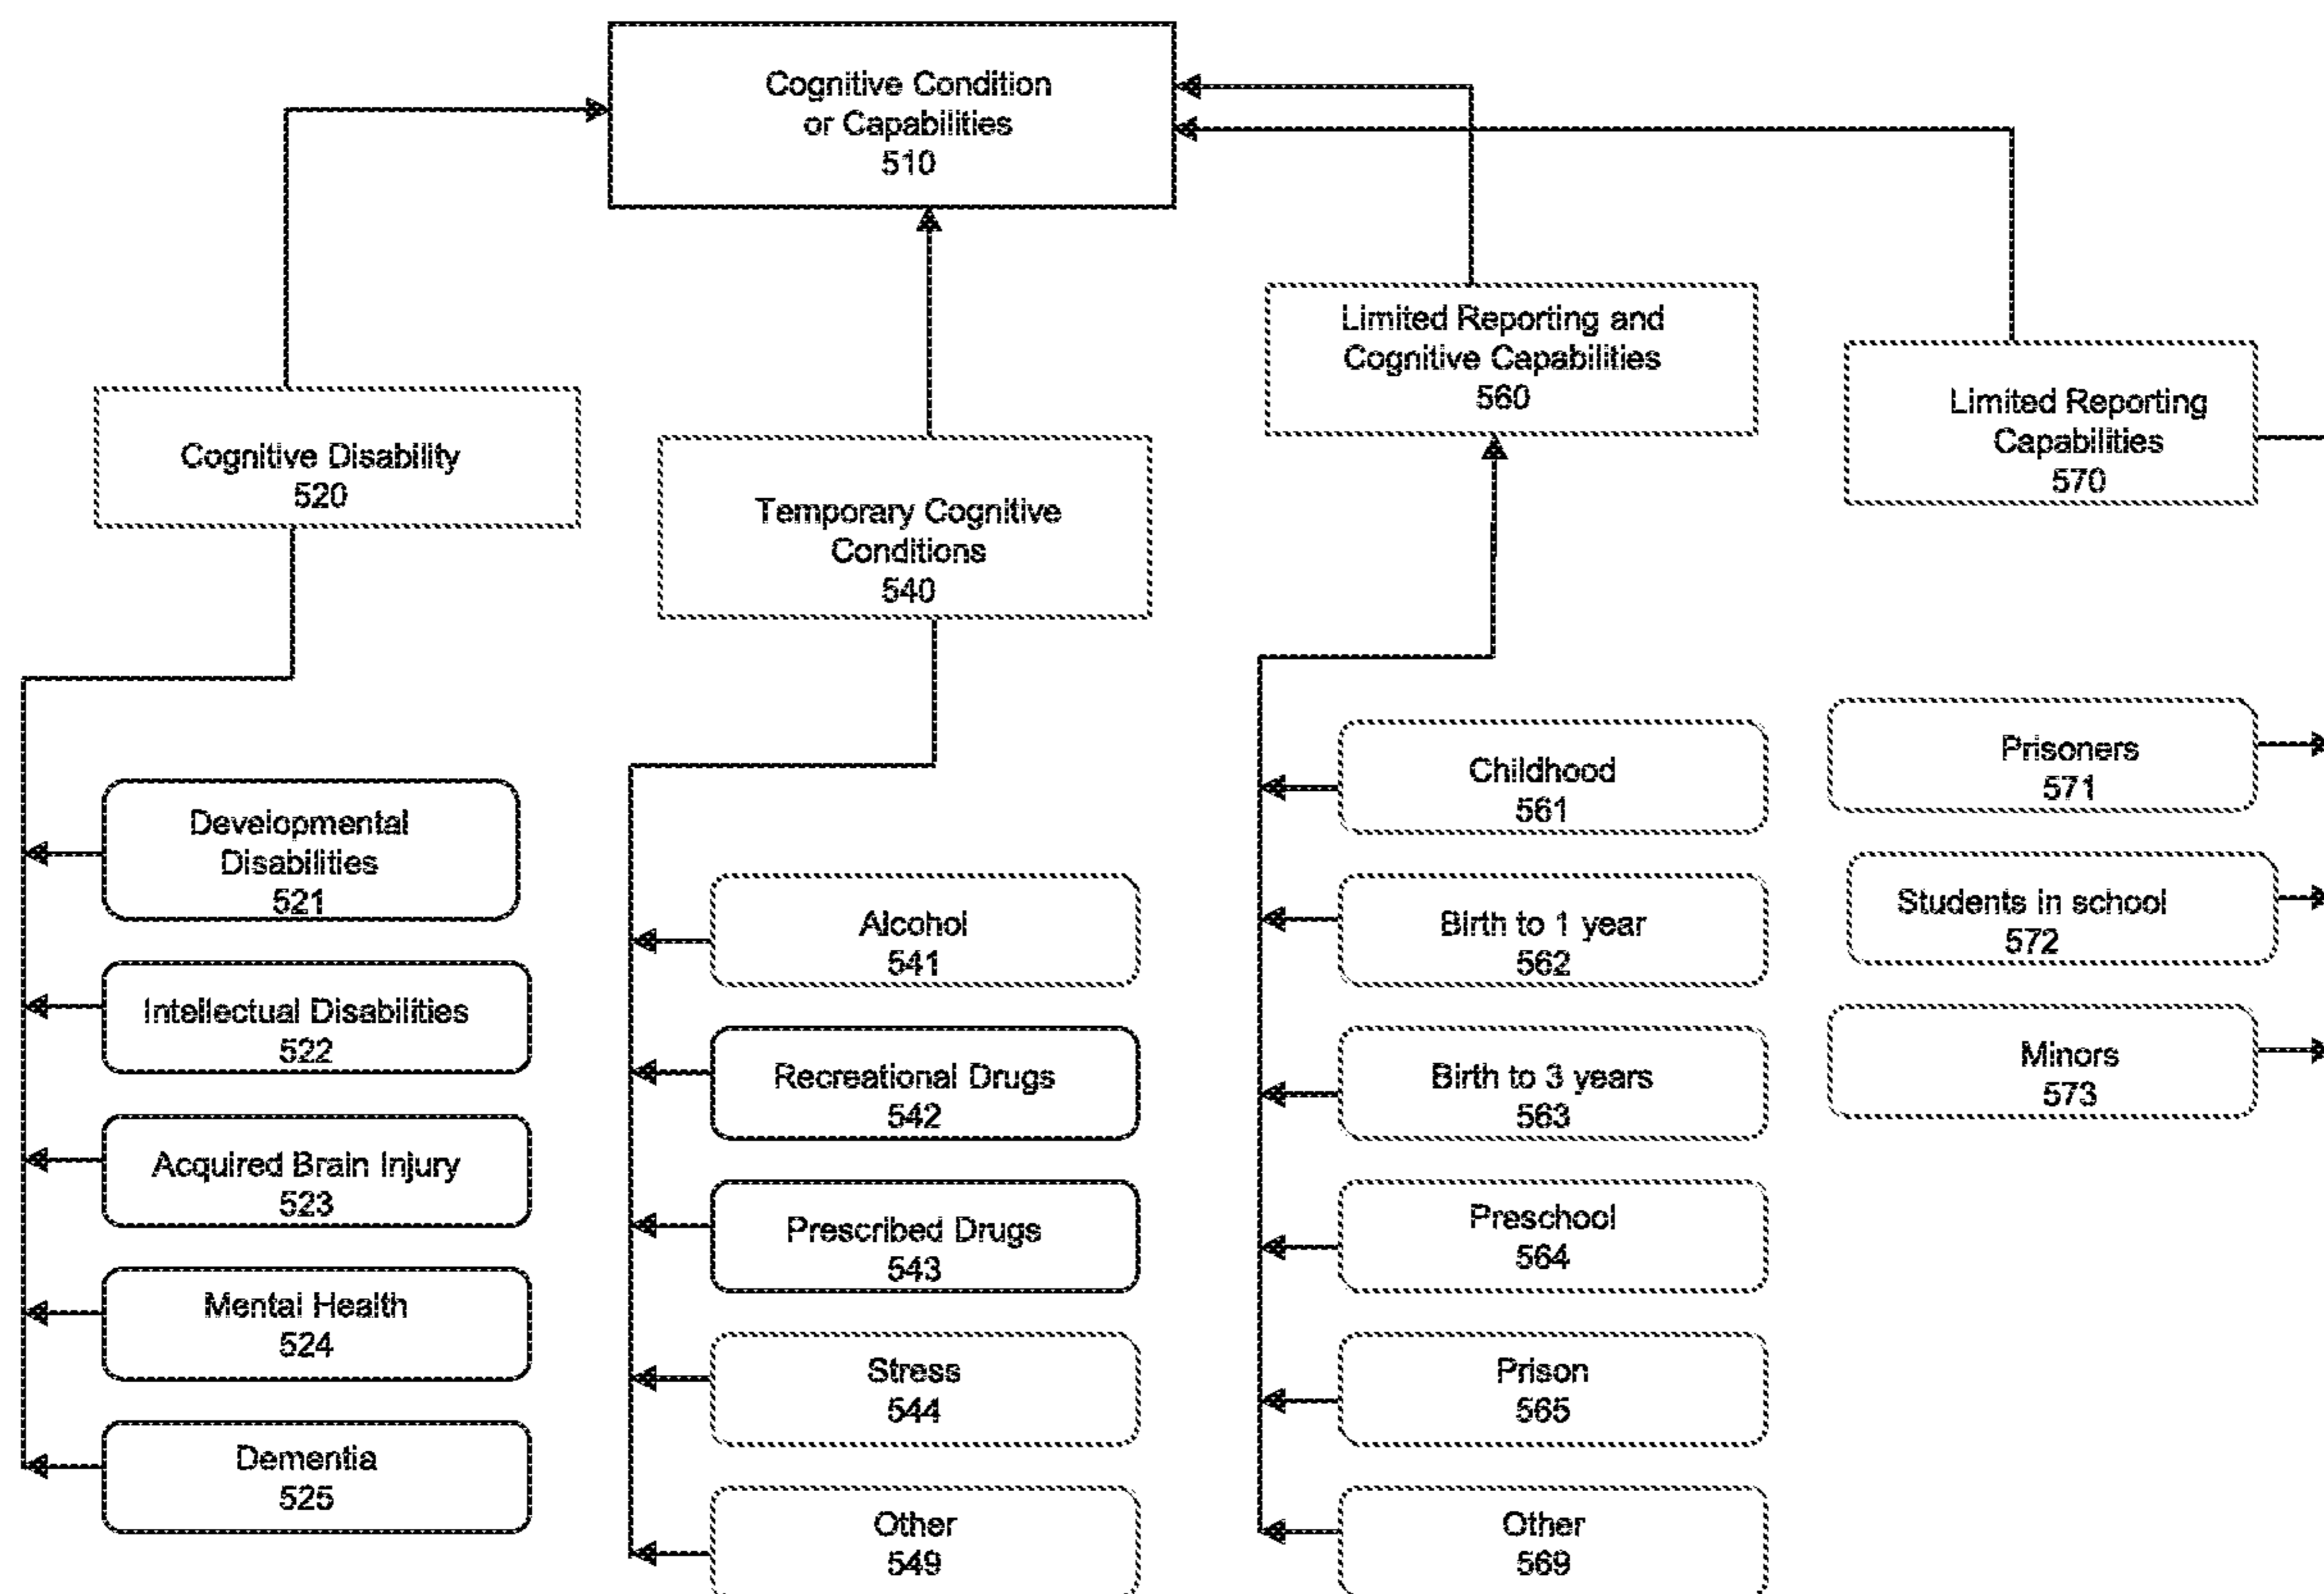 Cognitive Condition
or Capabilities
510
Cognitive Disability
520
Temporary Cognitive
Conditions
540
Limited Reporting and
Cognitive Capabilities
560
Limited Reporting
Capabilities
570
Developmental
Disabilities
521
Intellectual Disabilities
522
Acquired Brain Injury
523
Mental Health
524
Dementia
525
Alcohol
541
Recreational Drugs
542
Prescribed Drugs
543
Stress
544
Other
549
Childhood
561
Birth to 1 year
562
Birth to 3 years
563
Preschool
564
Prison
565
Other
569
Prisoners
571
Students in school
572
Minors
573